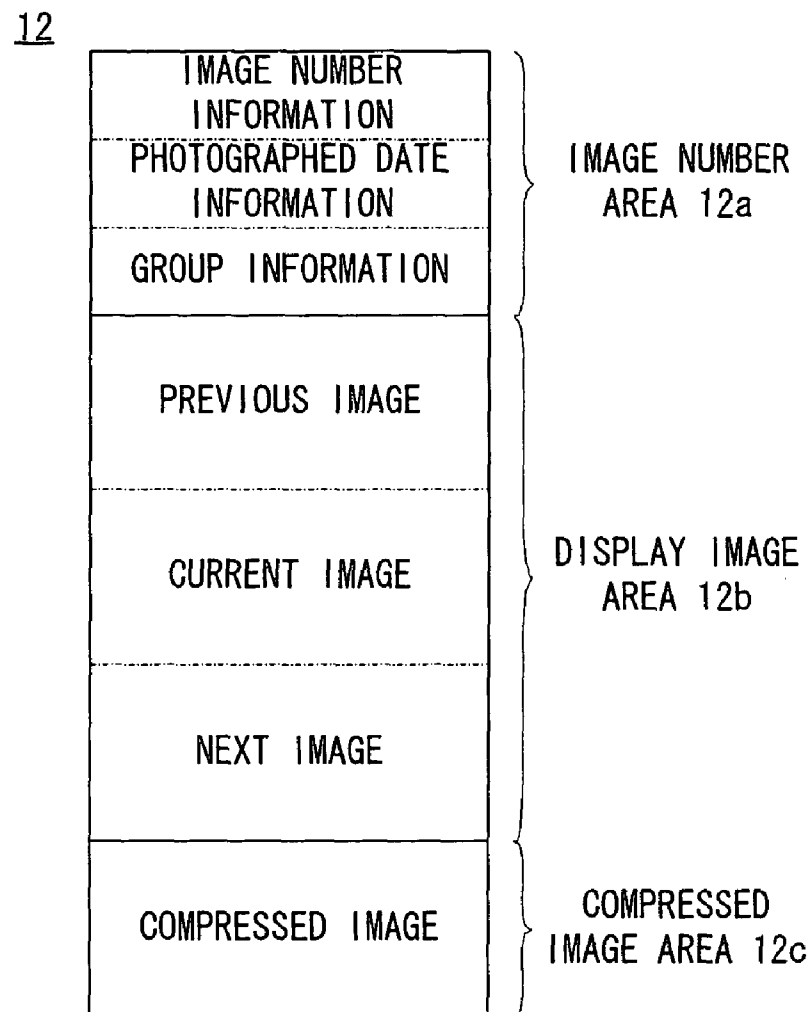 12
IMAGE NUMBER
INFORMATION
PHOTOGRAPHED DATE
INFORMATION
GROUP INFORMATION
IMAGE NUMBER
AREA 12a
PREVIOUS IMAGE
CURRENT IMAGE
NEXT IMAGE
DISPLAY IMAGE
AREA 12b
COMPRESSED IMAGE
COMPRESSED
IMAGE AREA 12c